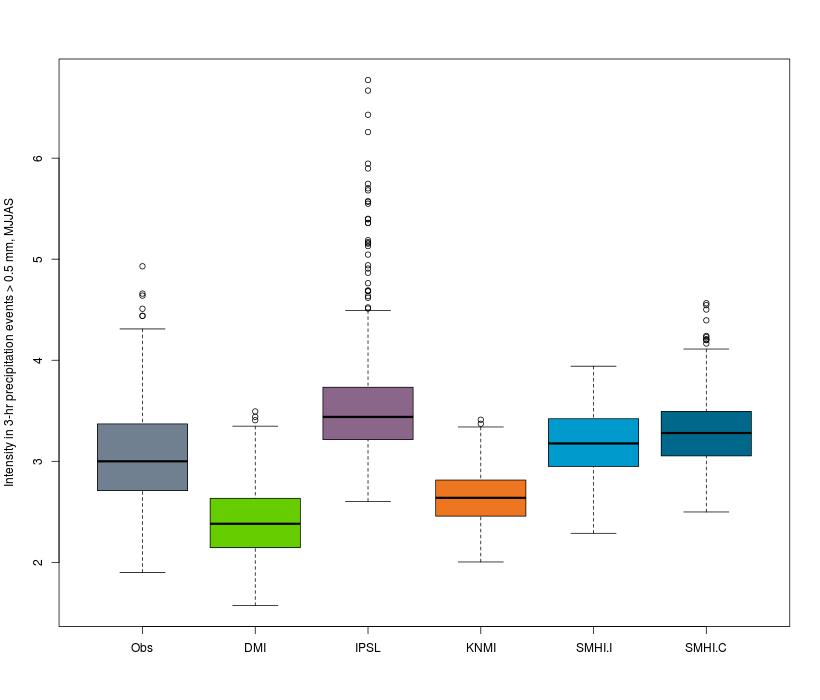 Intensity in 3-hr precipitation events > 0.5 mm, MJJAS
6
5
4
3
2
Obs DMI IPSL KNMI SMHI.I SMHI.C